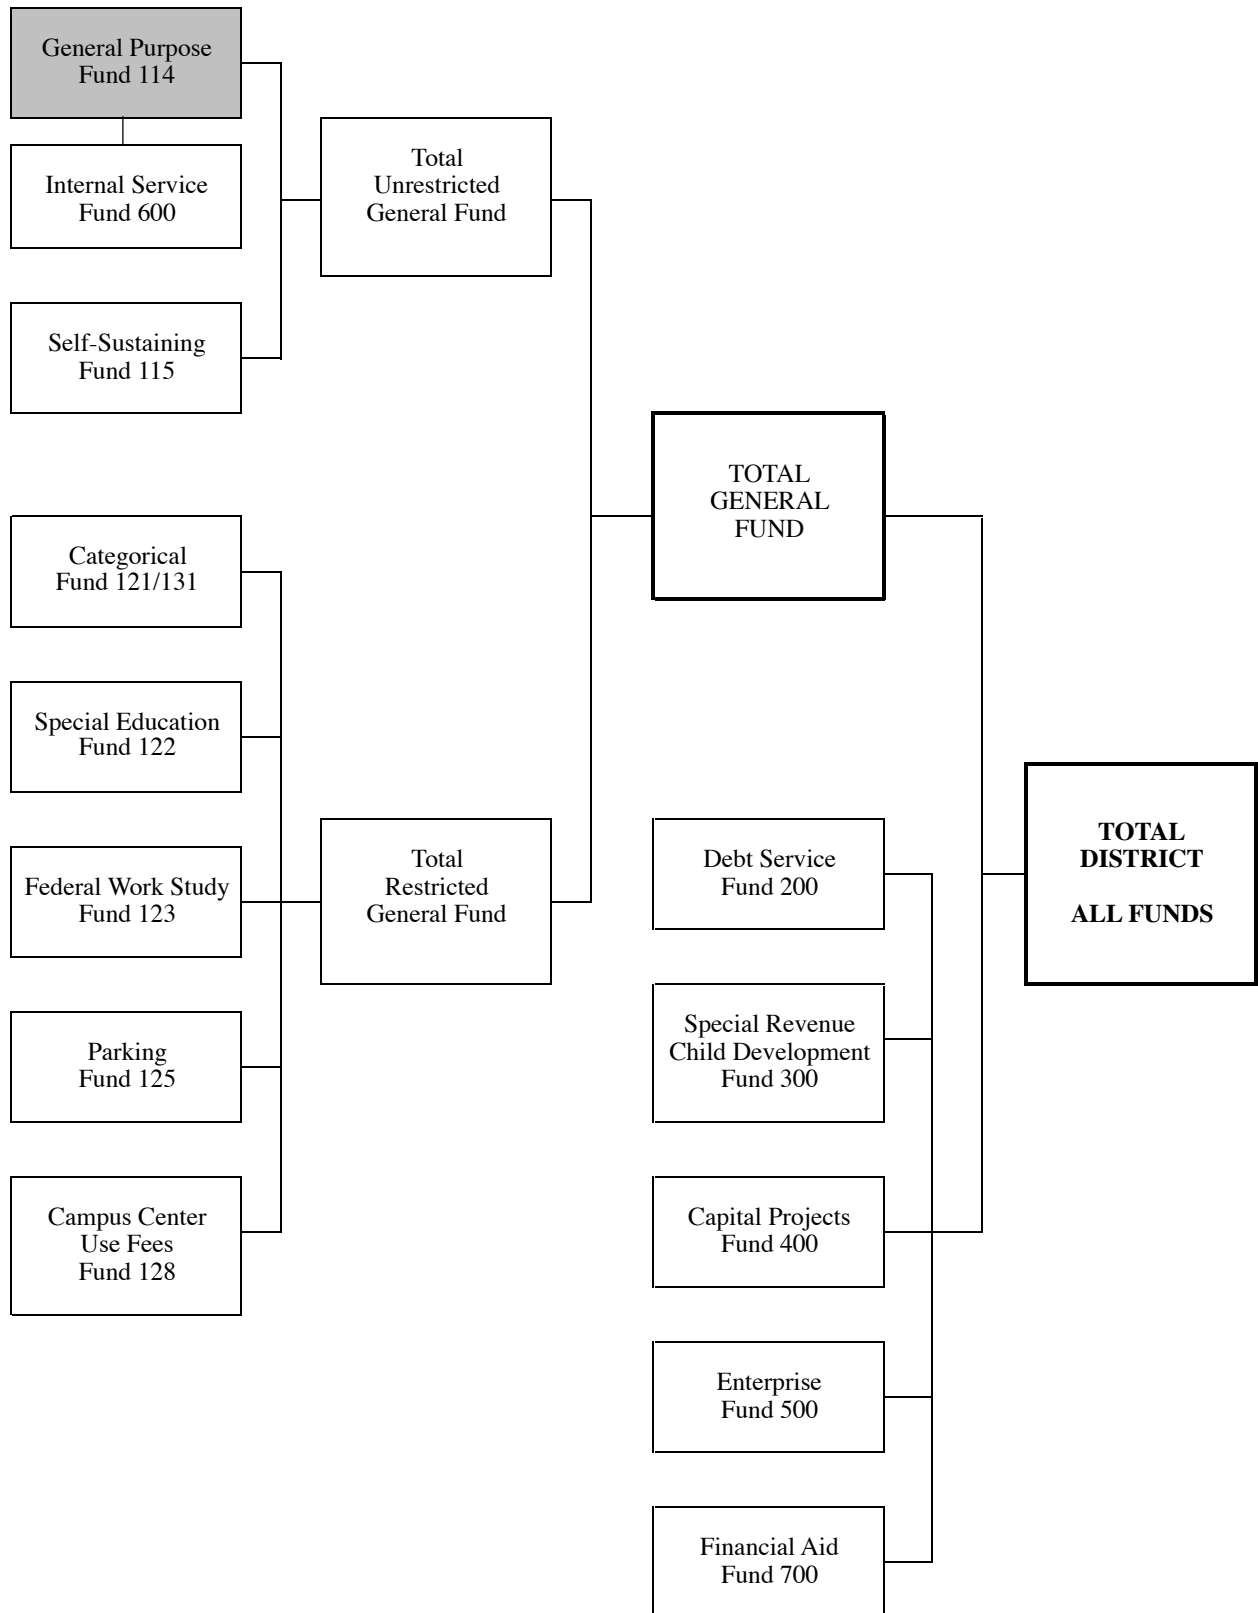 General Purpose
Fund 114
Internal Service
Fund 600
Self-Sustaining
Fund 115
Total
Unrestricted
General Fund
TOTAL
GENERAL
FUND
Categorical
Fund 121/131
Special Education
Fund 122
Federal Work Study
Fund 123
Parking
Fund 125
Campus Center
Use Fees
Fund 128
Total
Restricted
General Fund
Debt Service
Fund 200
Special Revenue
Child Development
Fund 300
Capital Projects
Fund 400
Enterprise
Fund 500
Financial Aid
Fund 700
TOTAL
DISTRICT
ALL FUNDS